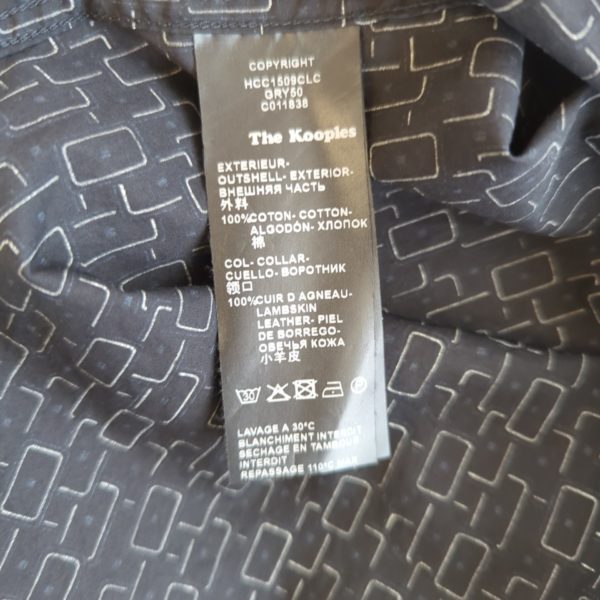 COPYRIGHT
HCC1509CLC
GRY50
C011838
The Kooples
EXTERIEUR-
OUTSHELL- EXTERIOR-
ВНЕШНЯЯ ЧАСТЬ
外料
100%COTON- COTTON-
ALGODÓN- ХЛОПОК
棉
COL- COLLAR-
CUELLO- ВОРОТНИК
领口
100%CUIR D AGNEAU-
LAMBSKIN
LEATHER- PIEL
DE BORREGO-
ОВЕЧЬЯ КОЖА
小羊皮
30 P
LAVAGE A 30°C
BLANCHIMENT INTERDIT
SECHAGE EN TAMBOUR
INTERDIT
REPASSAGE 110°C MAX